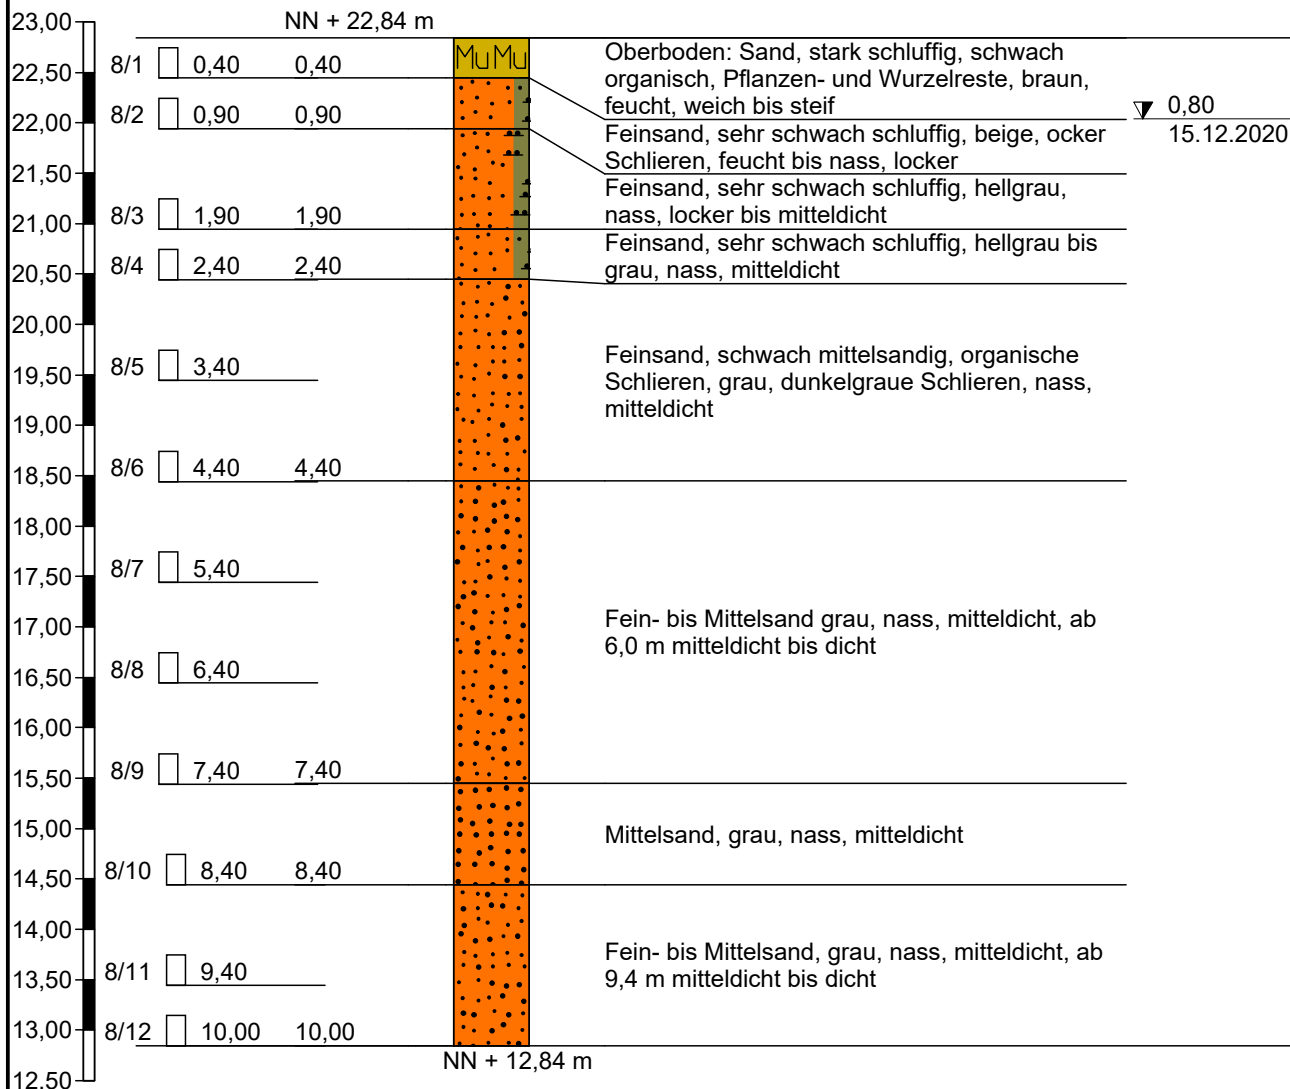 NN + 22,84 m
23,00
22,50
22,00
21,50
21,00
20,50
20,00
19,50
19,00
18,50
18,00
17,50
17,00
16,50
16,00
15,50
15,00
14,50
14,00
13,50
13,00
12,50
8/1 0,40 0,40
8/2 0,90 0,90
8/3 1,90 1,90
8/4 2,40 2,40
8/5 3,40
8/6 4,40 4,40
8/7 5,40
8/8 6,40
8/9 7,40 7,40
8/10 8,40 8,40
8/11 9,40
8/12 10,00 10,00
Mu Mu
Oberboden: Sand, stark schluffig, schwach
organisch, Pflanzen- und Wurzelreste, braun,
feucht, weich bis steif
Feinsand, sehr schwach schluffig, beige, ocker
Schlieren, feucht bis nass, locker
Feinsand, sehr schwach schluffig, hellgrau,
nass, locker bis mitteldicht
Feinsand, sehr schwach schluffig, hellgrau bis
grau, nass, mitteldicht
Feinsand, schwach mittelsandig, organische
Schlieren, grau, dunkelgraue Schlieren, nass,
mitteldicht
Fein- bis Mittelsand grau, nass, mitteldicht, ab
6,0 m mitteldicht bis dicht
Mittelsand, grau, nass, mitteldicht
Fein- bis Mittelsand, grau, nass, mitteldicht, ab
9,4 m mitteldicht bis dicht
0,80
15.12.2020
NN + 12,84 m